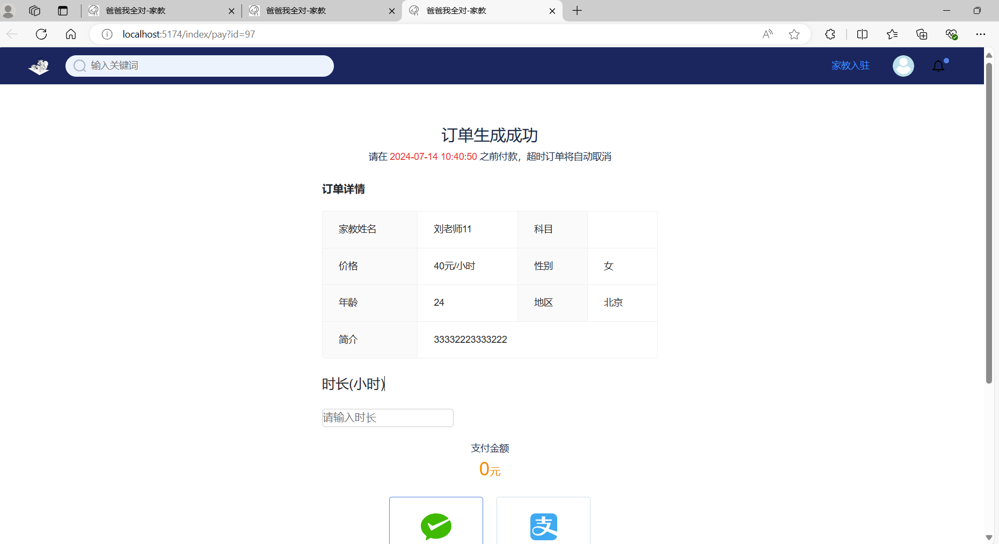 爸爸我全对-家教
爸爸我全对-家教
爸爸我全对-家教
localhost:5174/index/pay?id=97
输入关键词
家教入驻
订单生成成功
请在 2024-07-14 10:40:50 之前付款，超时订单将自动取消
订单详情
家教姓名 刘老师11 科目
价格 40元/小时 性别 女
年龄 24 地区 北京
简介 33332223333222
时长(小时)
请输入时长
支付金额
0元
支